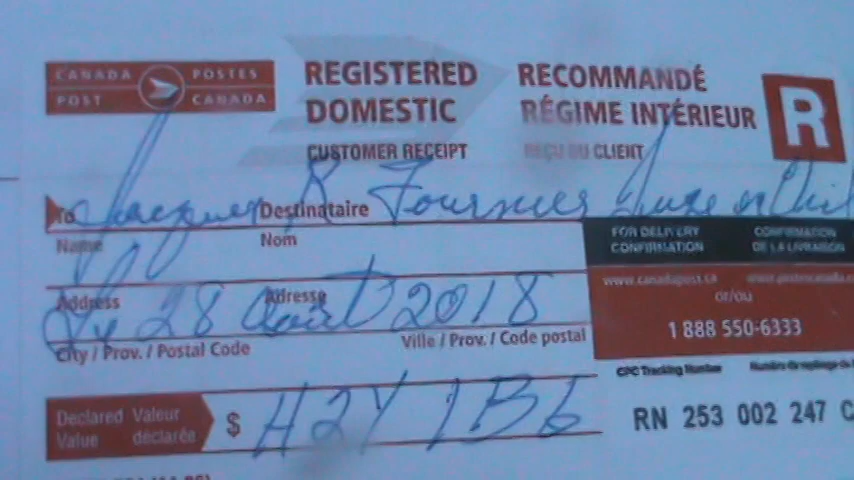 CANADA POSTES
POST CANADA
REGISTERED DOMESTIC
CUSTOMER RECEIPT
RECOMMANDÉ RÉGIME INTÉRIEUR
REÇU DU CLIENT
R
To Destinataire
Jacques R Fournier Juge en Chef
Name Nom
FOR DELIVERY CONFIRMATION
CONFIRMATION DE LA LIVRAISON
www.canadapost.ca
or/ou
1 888 550-6333
Address Adresse
Le 28 Août 2018
City / Prov. / Postal Code Ville / Prov. / Code postal
CPC Tracking Number
RN 253 002 247 C
Declared Value Valeur déclarée $ H2Y 1B6